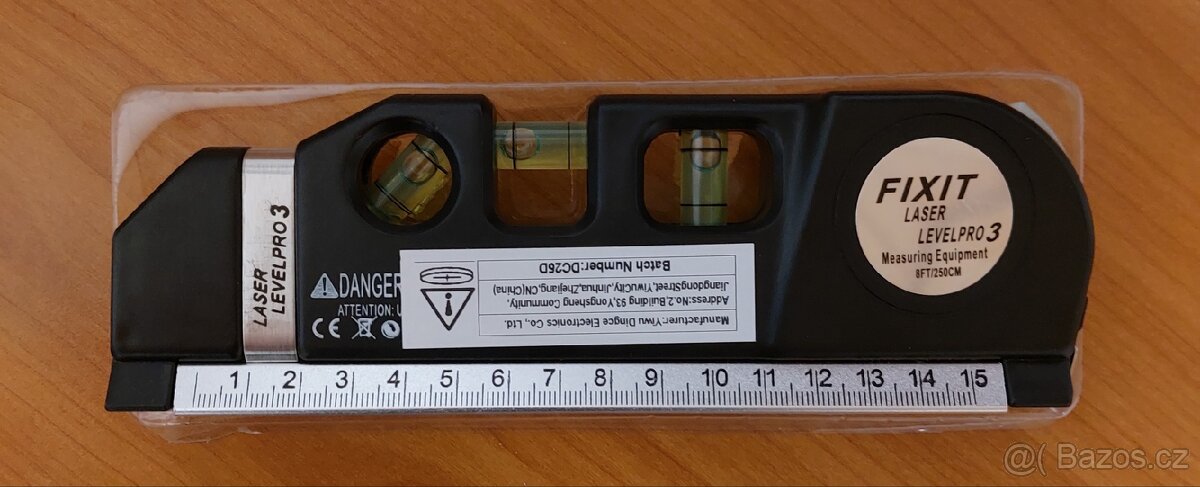 LASER
LEVELPRO 3
DANGER
ATTENTION: U
CE
Manufacturer:Yiwu Dingce Electronics Co., Ltd.
Address:No.2,Building 93,Yongsheng Community,
JiangdongStreet,YiwuCity,Jinhua,Zhejiang,CN(China)
Batch Number:DC26D
FIXIT
LASER
LEVELPRO 3
Measuring Equipment
8FT/250CM
1 2 3 4 5 6 7 8 9 10 11 12 13 14 15
@( Bazos.cz